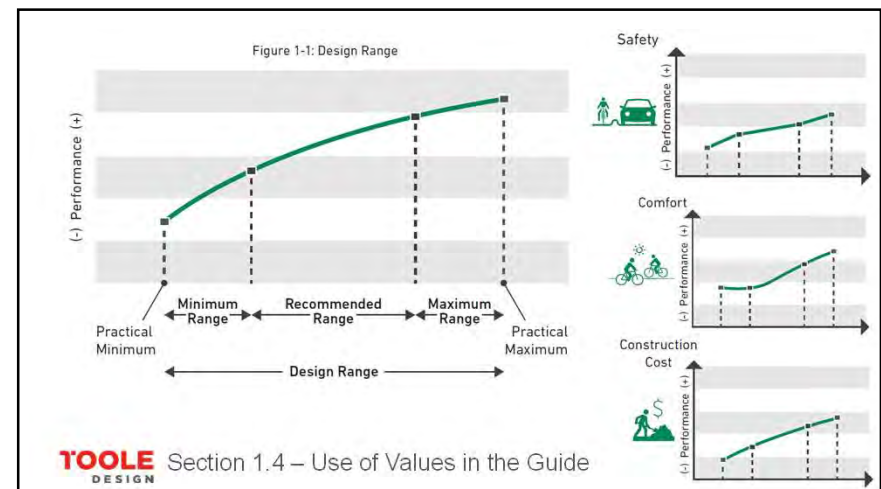 Figure 1-1: Design Range
(-) Performance (+)
Minimum
Range
Recommended
Range
Maximum
Range
Practical
Minimum
Practical
Maximum
Design Range
Safety
(-) Performance (+)
Comfort
(-) Performance (+)
Construction
Cost
$
(-) Performance (+)
TOOLE
DESIGN
Section 1.4 – Use of Values in the Guide